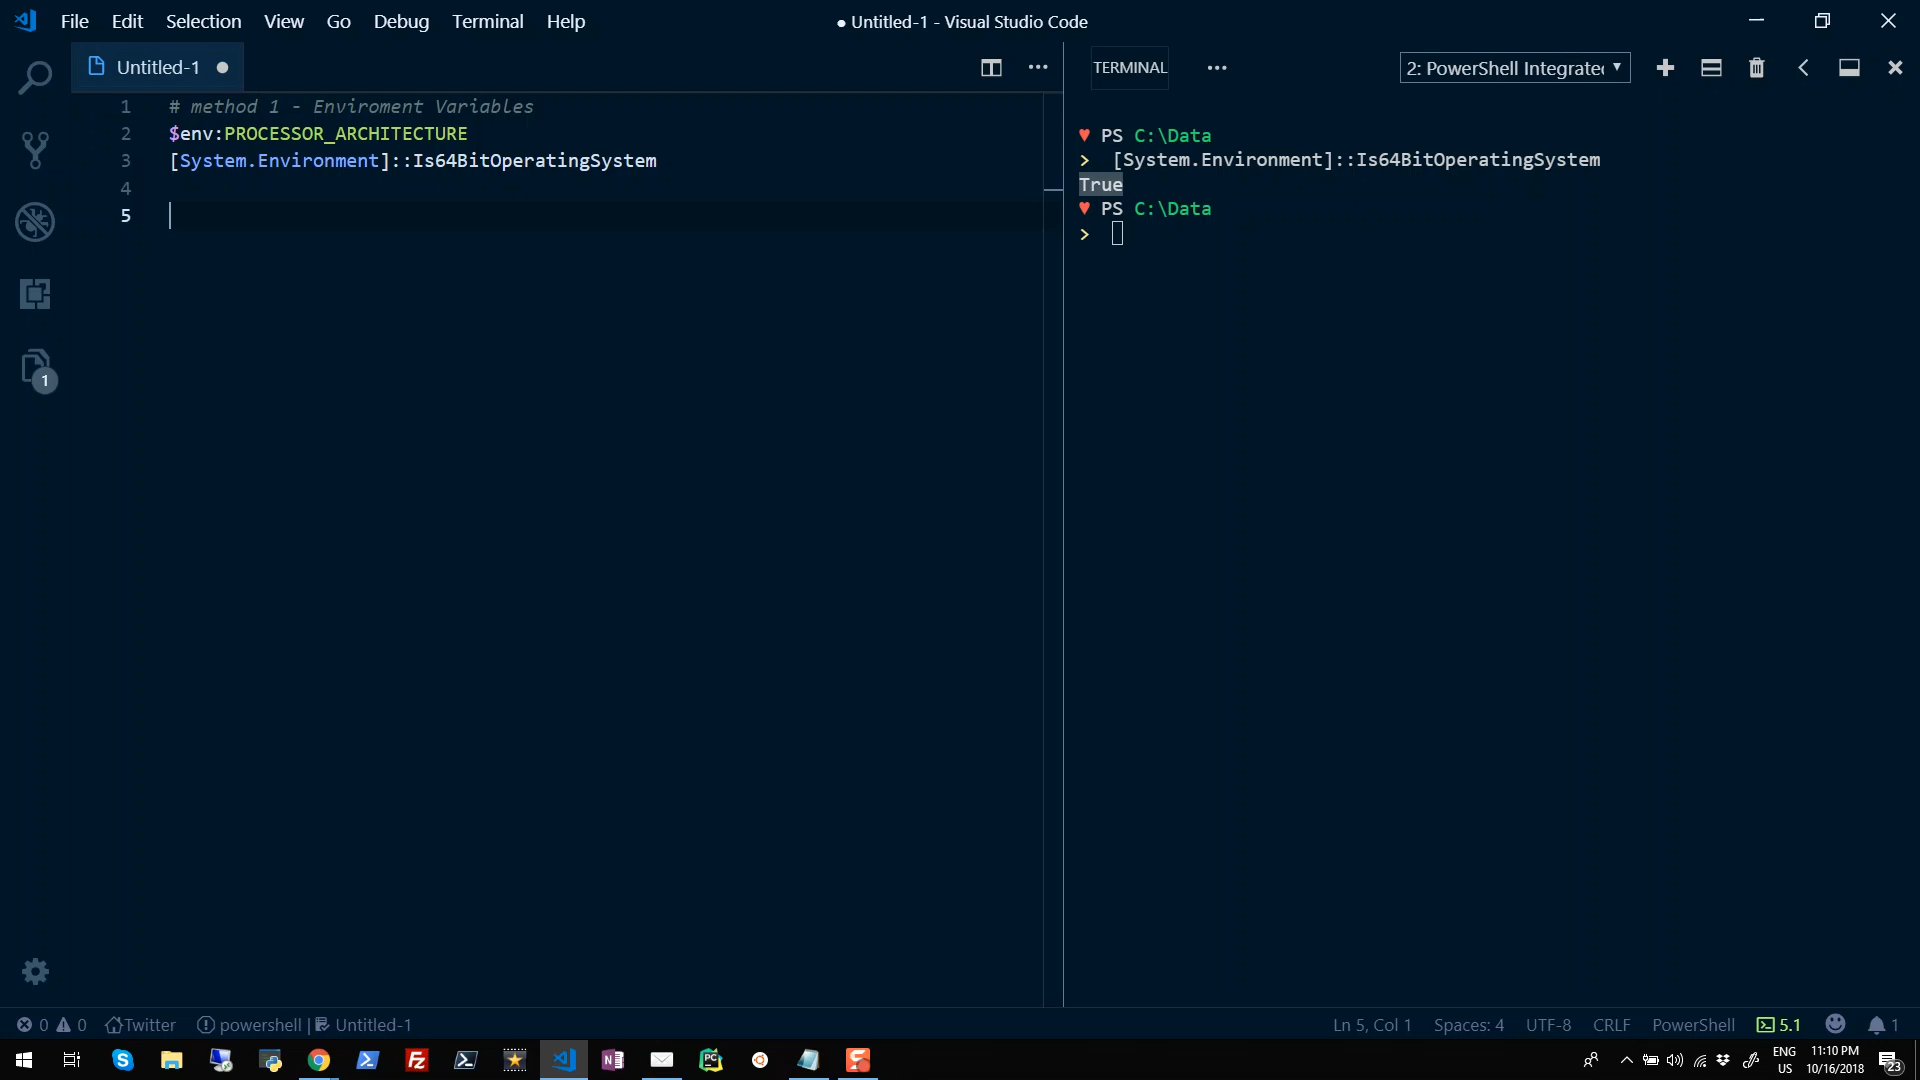 File Edit Selection View Go Debug Terminal Help
● Untitled-1 - Visual Studio Code
Untitled-1 ●
1 # method 1 - Enviroment Variables
2 $env:PROCESSOR_ARCHITECTURE
3 [System.Environment]::Is64BitOperatingSystem
4
5
1
TERMINAL
2: PowerShell Integrate
♥ PS C:\Data
> [System.Environment]::Is64BitOperatingSystem
True
♥ PS C:\Data
>
0 0 Twitter powershell | Untitled-1
Ln 5, Col 1 Spaces: 4 UTF-8 CRLF PowerShell 5.1 1
ENG
US
11:10 PM
10/16/2018
23